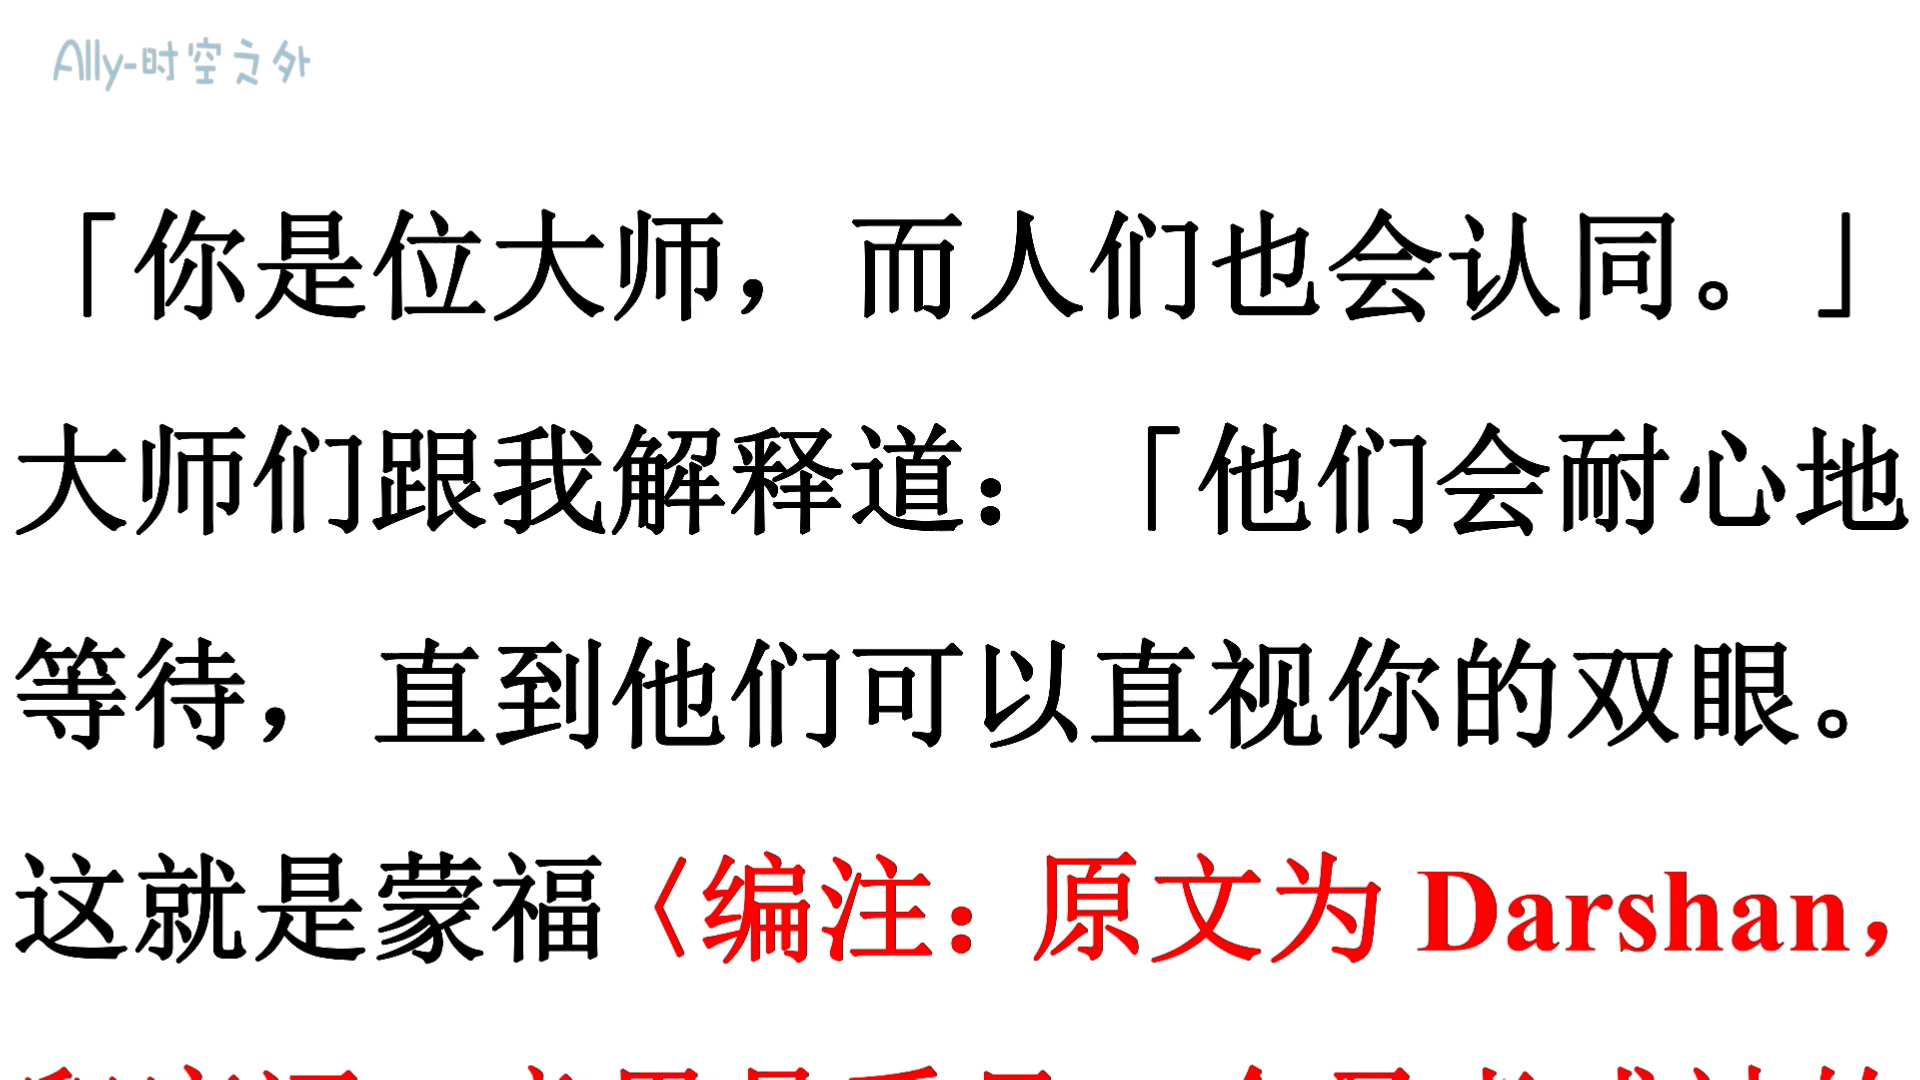 Ally-时空之外
「你是位大师，而人们也会认同。」
大师们跟我解释道：「他们会耐心地
等待，直到他们可以直视你的双眼。
这就是蒙福〈编注：原文为 Darshan，